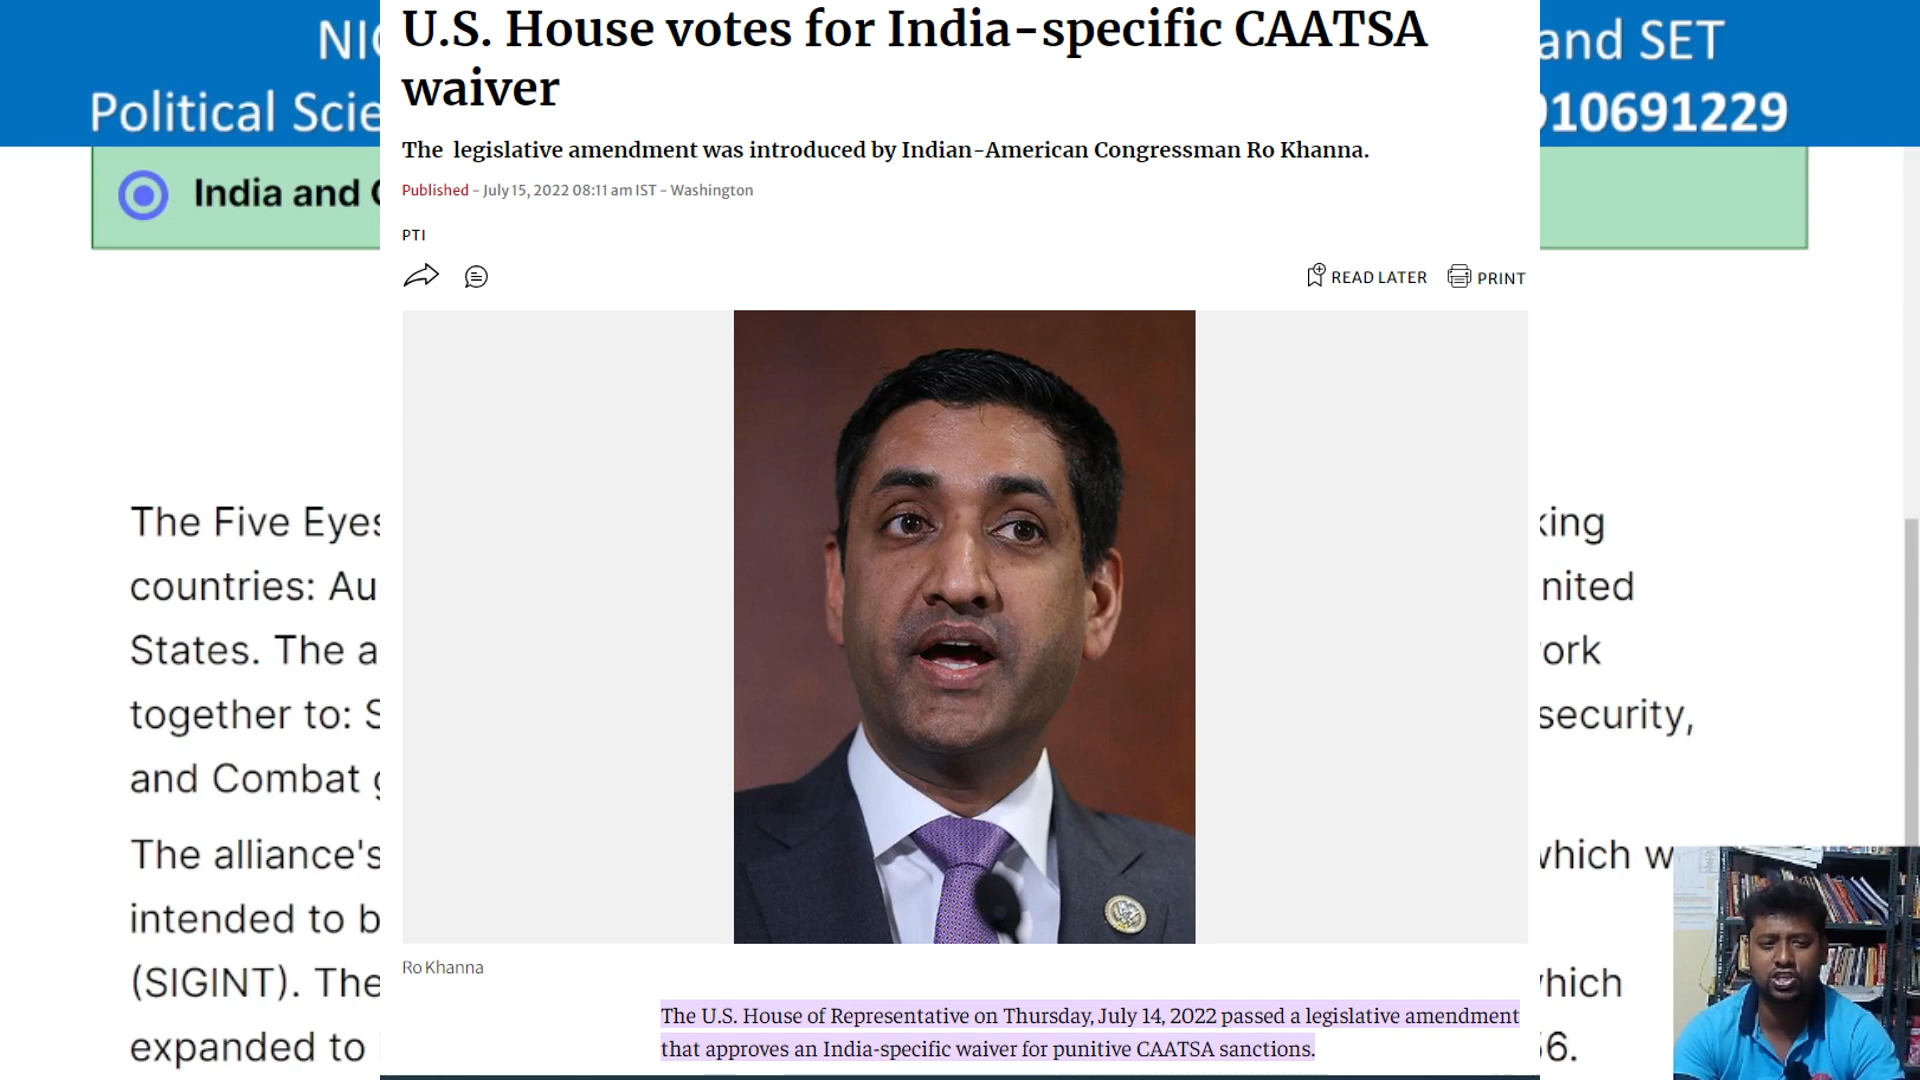 NI
and SET
Political Scie
910691229
India and
U.S. House votes for India-specific CAATSA
waiver
The legislative amendment was introduced by Indian-American Congressman Ro Khanna.
Published - July 15, 2022 08:11 am IST - Washington
PTI
READ LATER
PRINT
Ro Khanna
The U.S. House of Representative on Thursday, July 14, 2022 passed a legislative amendment
that approves an India-specific waiver for punitive CAATSA sanctions.
The Five Eyes
king
countries: Au
nited
States. The a
ork
together to: S
security,
and Combat
The alliance's
which w
intended to b
(SIGINT). The
hich
expanded to
6.